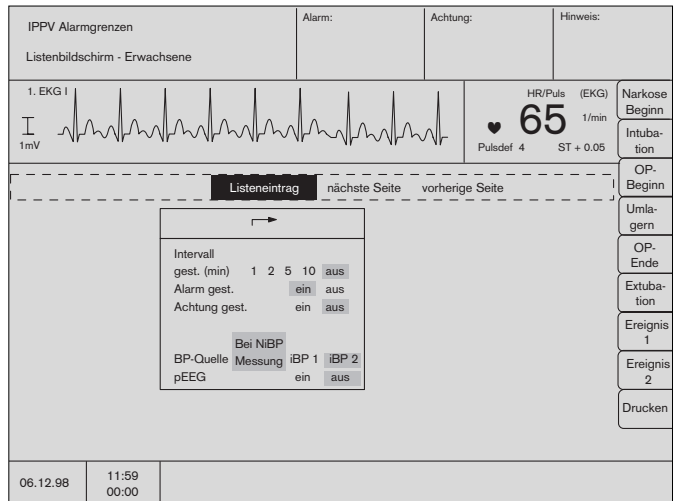 IPPV Alarmgrenzen
Listenbildschirm - Erwachsene
Alarm:
Achtung:
Hinweis:
1. EKG I
1mV
HR/Puls (EKG)
65 1/min
Pulsdef 4 ST + 0.05
Narkose
Beginn
Intuba-
tion
OP-
Beginn
Umla-
gern
OP-
Ende
Extuba-
tion
Ereignis
1
Ereignis
2
Drucken
Listeneintrag nächste Seite vorherige Seite
Intervall
gest. (min) 1 2 5 10 aus
Alarm gest. ein aus
Achtung gest. ein aus
Bei NiBP
BP-Quelle Messung iBP 1 iBP 2
pEEG ein aus
06.12.98
11:59
00:00